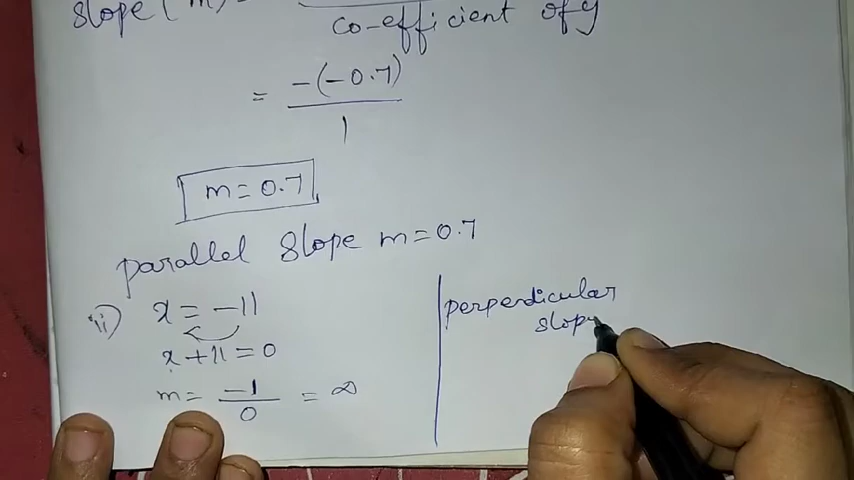 slope (m) =
co-efficient of y
= -(-0.7)
1
m = 0.7
parallel slope m = 0.7
ii) x = -11
x + 11 = 0
m = -1/0 = ∞
perpendicular
slope